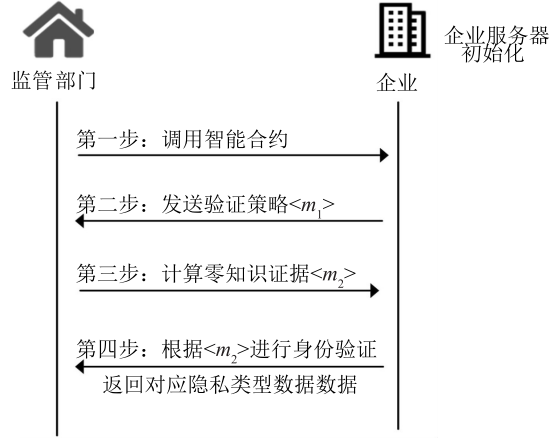 企业服务器
初始化
监管部门
企业
第一步：调用智能合约
第二步：发送验证策略<m₁>
第三步：计算零知识证据<m₂>
第四步：根据<m₂>进行身份验证
返回对应隐私类型数据数据